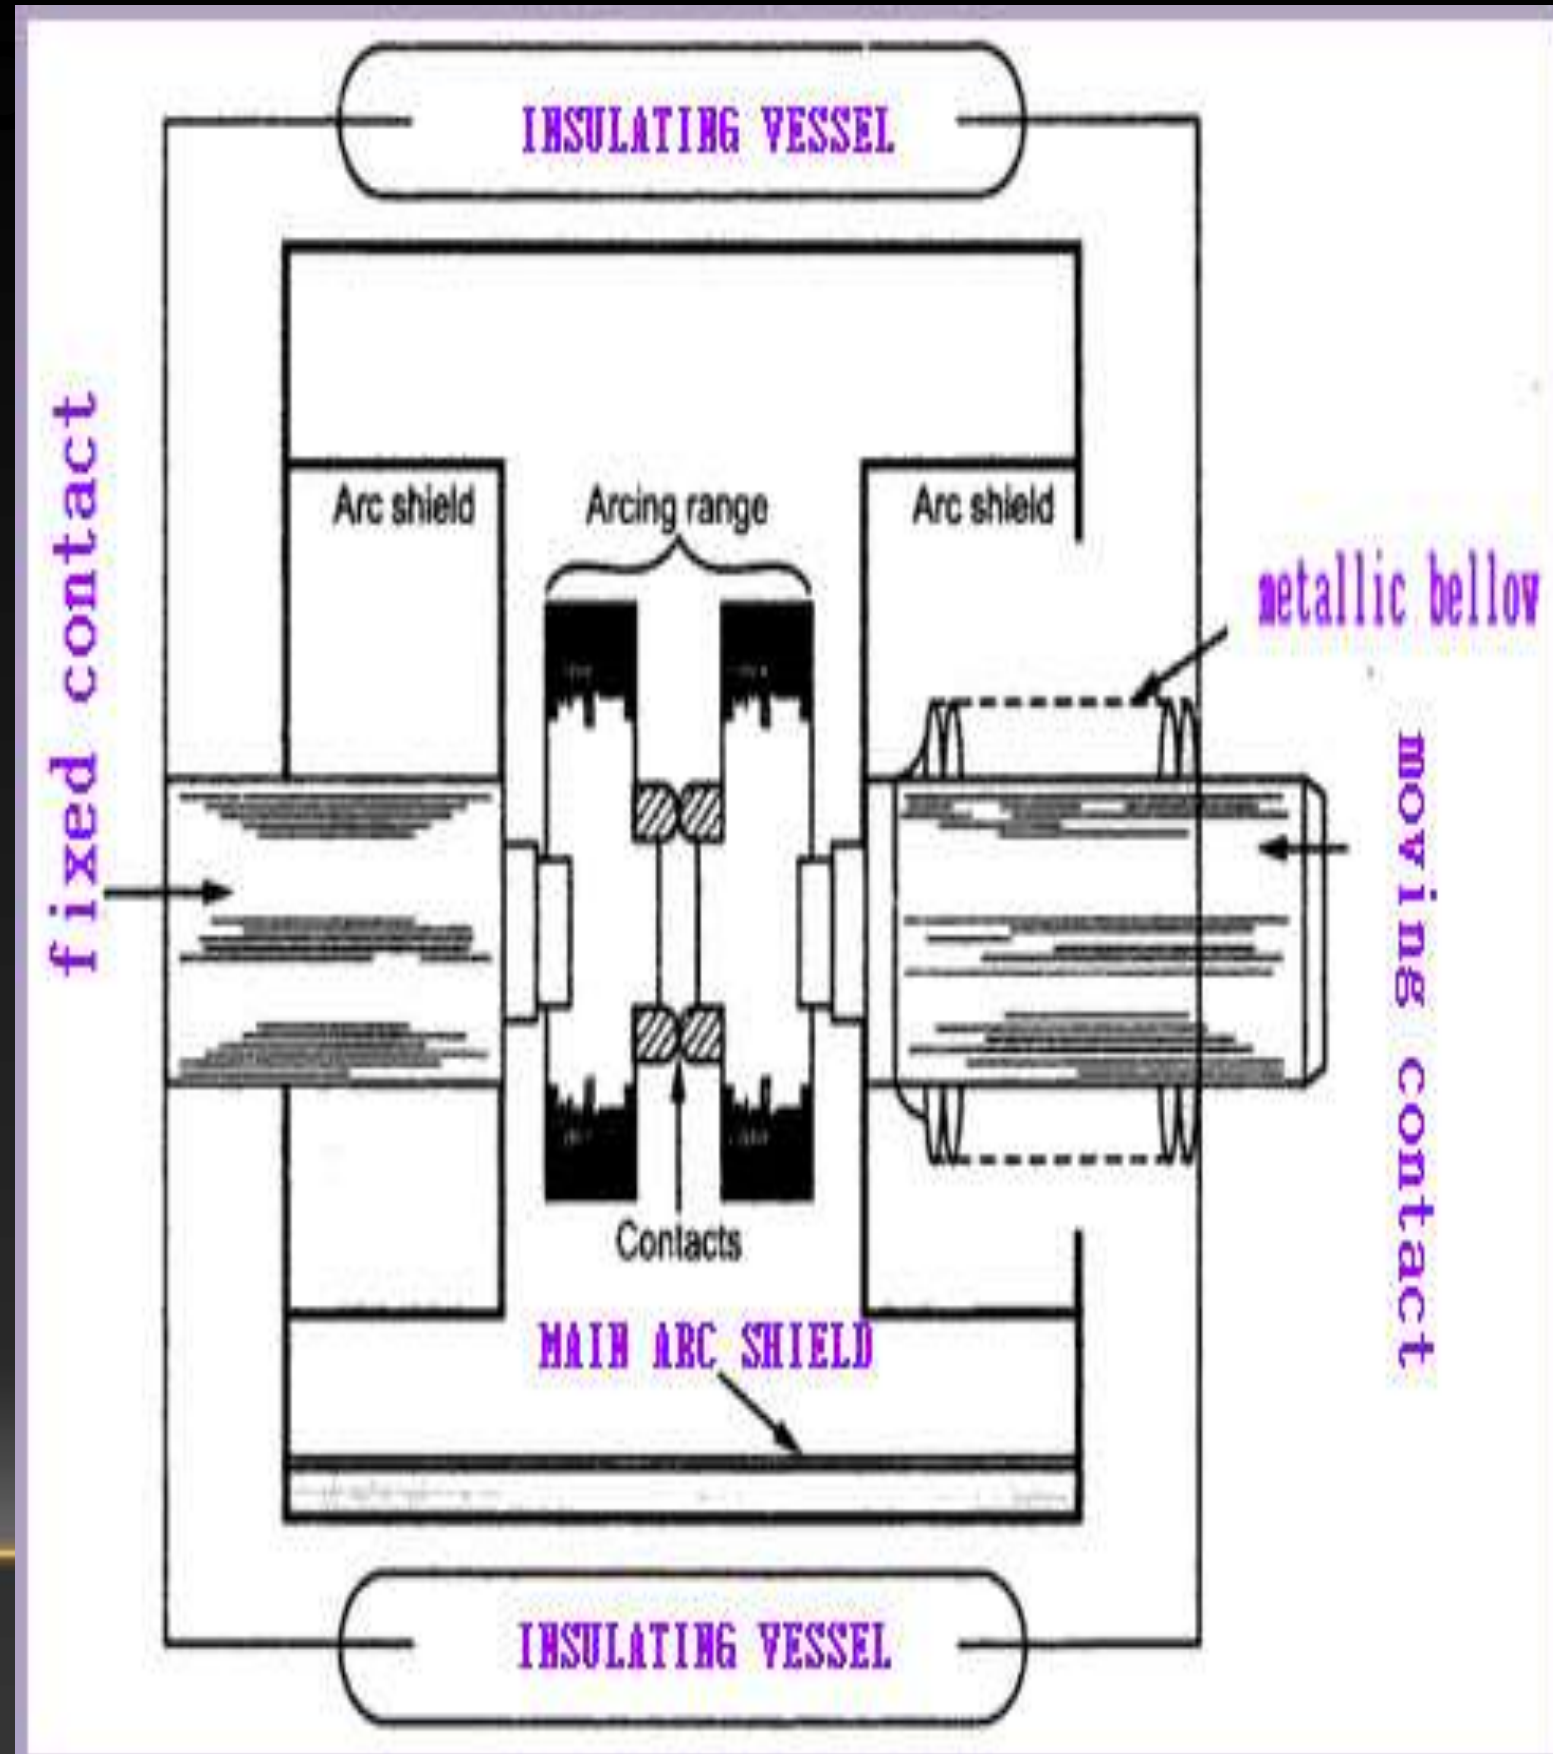 INSULATING VESSEL
fixed contact
Arc shield
Arcing range
Arc shield
metallic bellow
mowing contact
Contacts
MAIN ARC SHIELD
INSULATING VESSEL